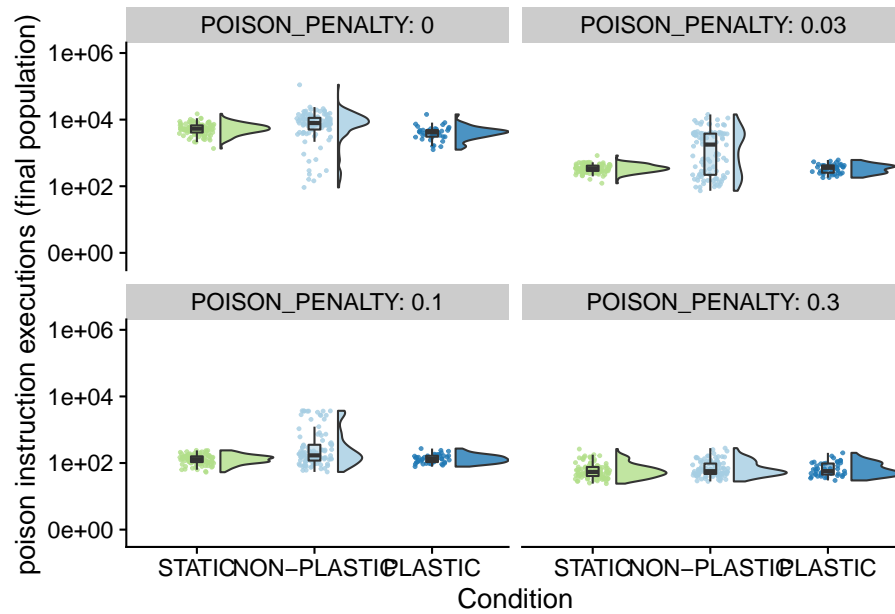 POISON_PENALTY: 0
POISON_PENALTY: 0.03
1e+06
1e+04
1e+02
0e+00
POISON_PENALTY: 0.1
POISON_PENALTY: 0.3
1e+06
1e+04
1e+02
0e+00
STATIC
NON−PLASTIC
PLASTIC
STATIC
NON−PLASTIC
PLASTIC
Condition
poison instruction executions (final population)